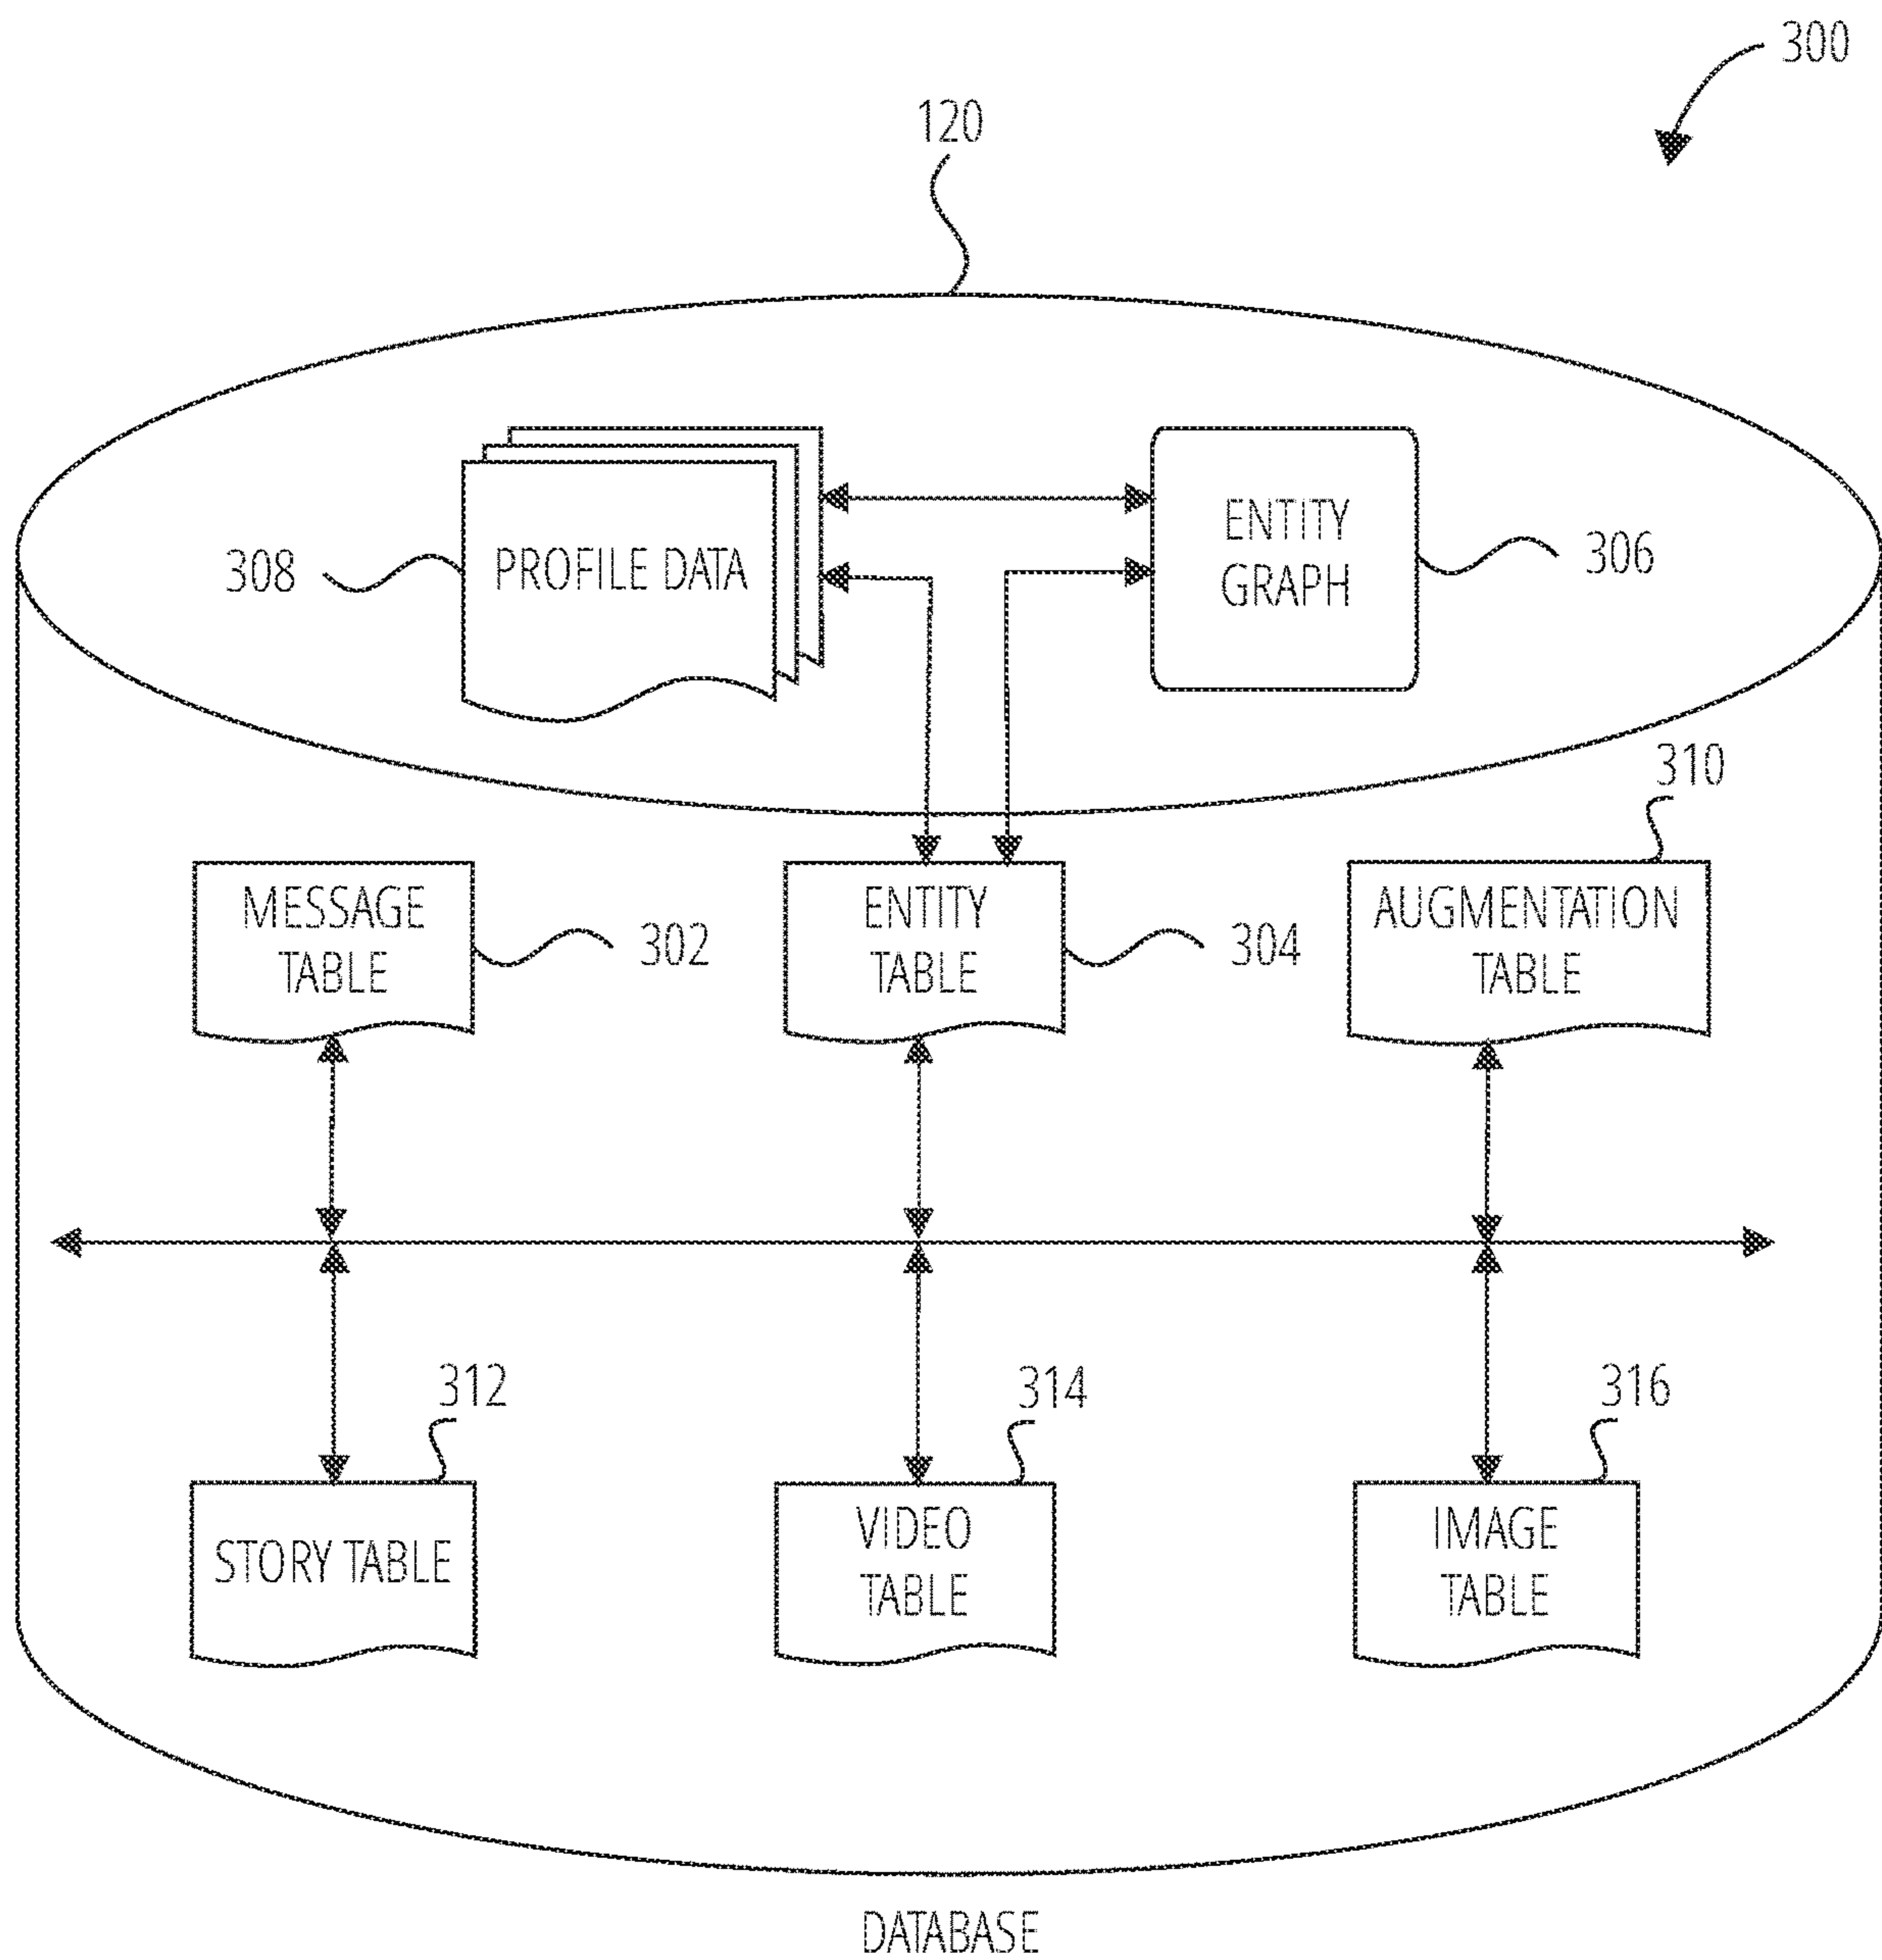 300
120
308
PROFILE DATA
ENTITY
GRAPH
306
310
MESSAGE
TABLE
302
ENTITY
TABLE
304
AUGMENTATION
TABLE
312
314
316
STORY TABLE
VIDEO
TABLE
IMAGE
TABLE
DATABASE